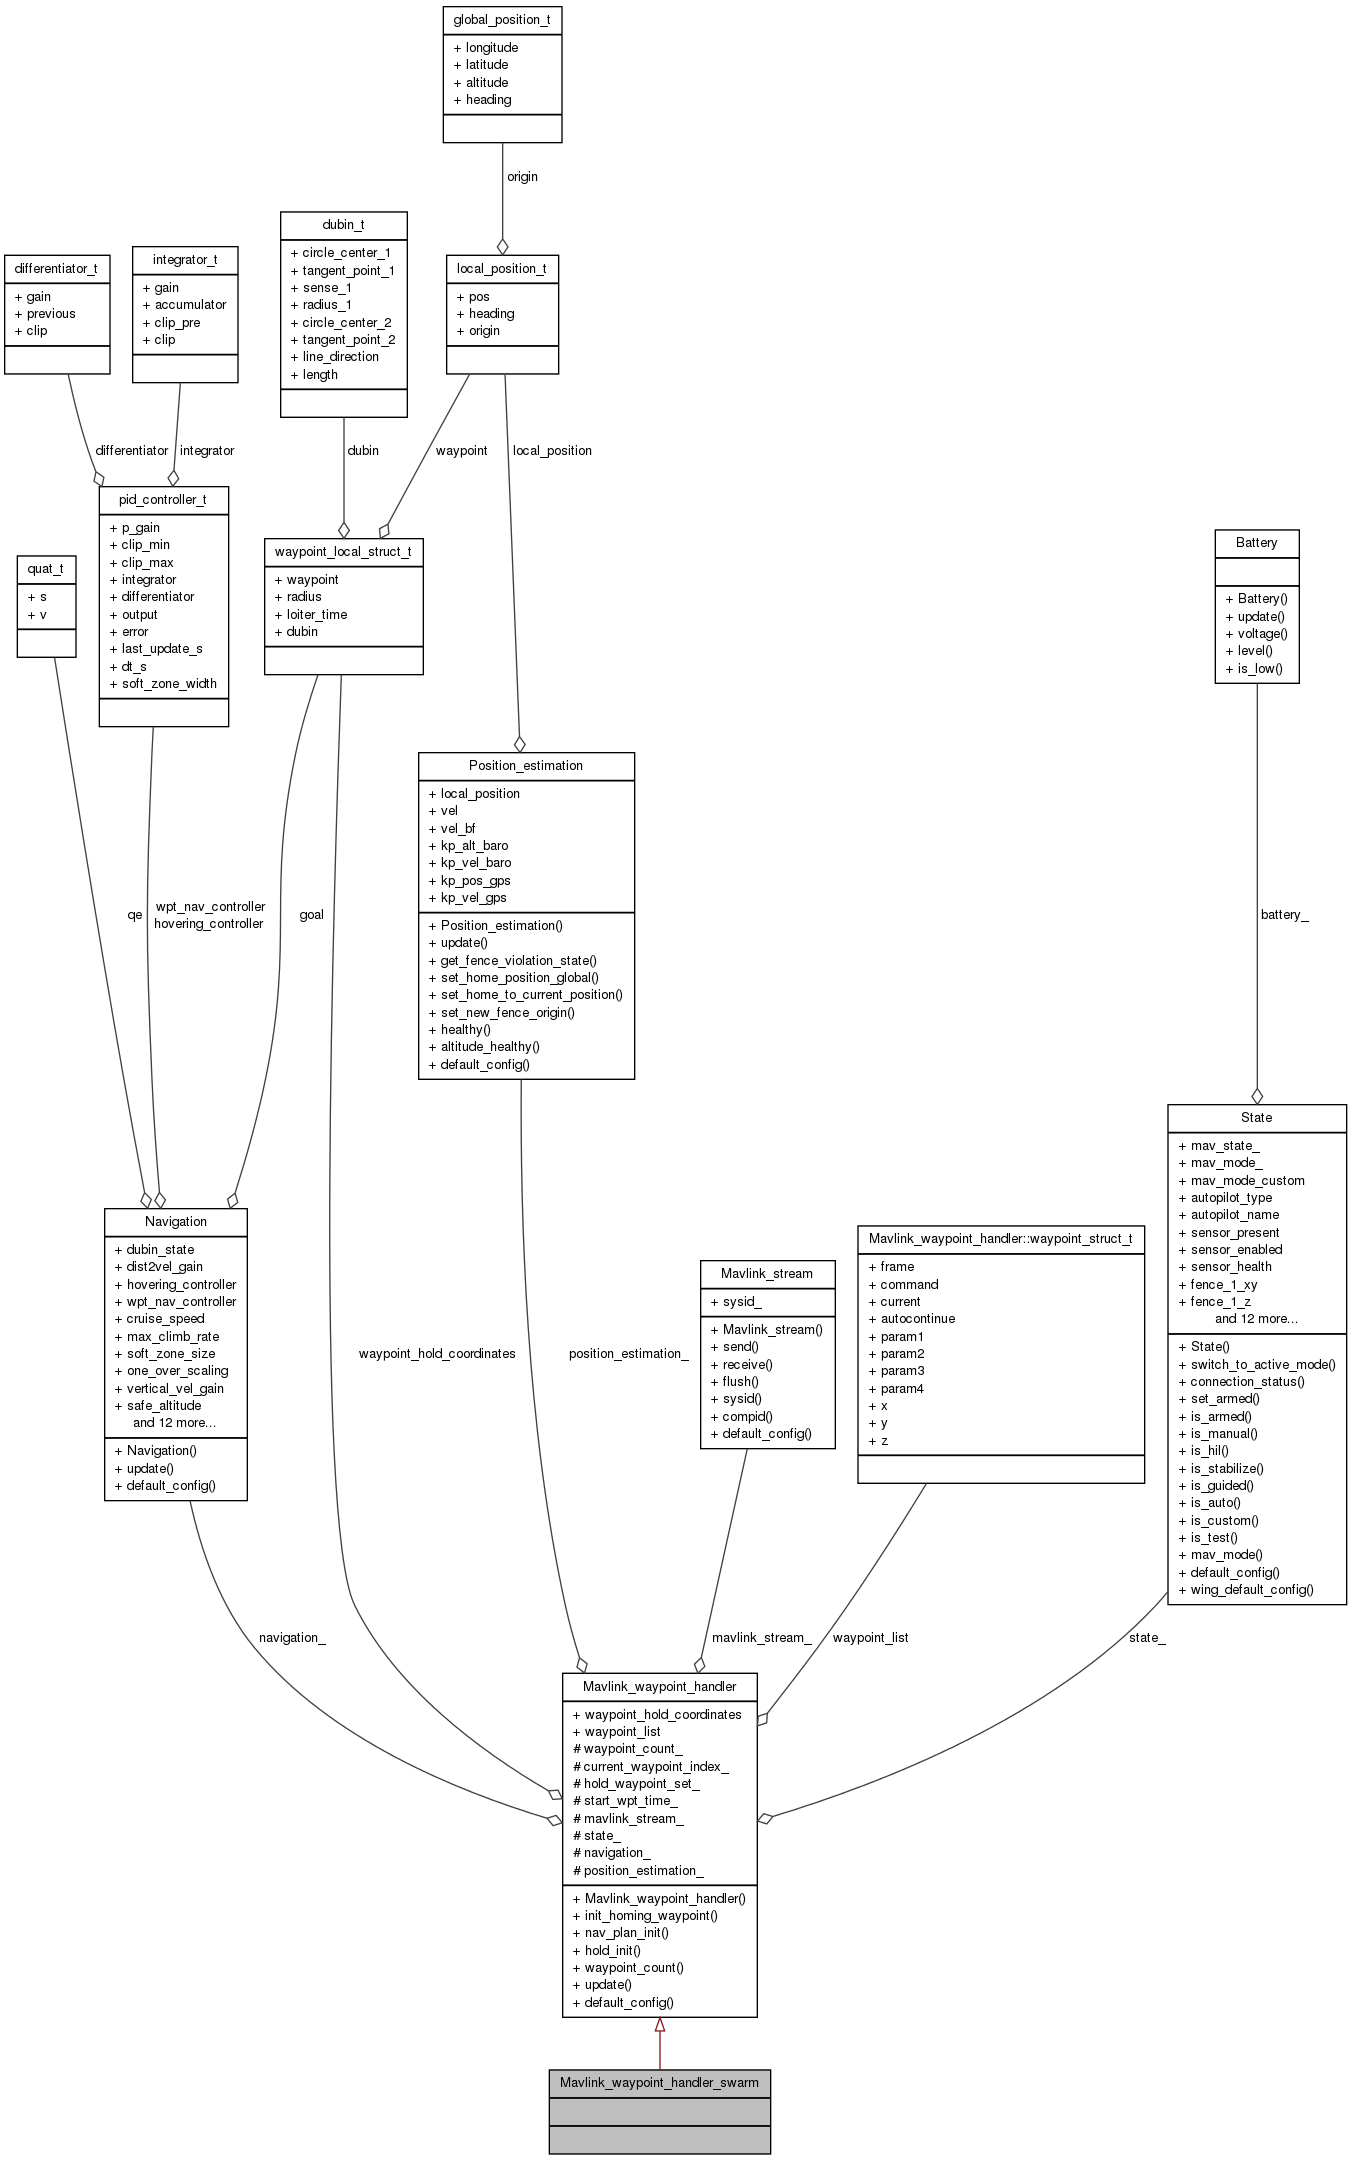 global_position_t
+ longitude
+ latitude
+ altitude
+ heading
origin
dubin_t
+ circle_center_1
+ tangent_point_1
+ sense_1
+ radius_1
+ circle_center_2
+ tangent_point_2
+ line_direction
+ length
integrator_t
+ gain
+ accumulator
+ clip_pre
+ clip
differentiator_t
+ gain
+ previous
+ clip
local_position_t
+ pos
+ heading
+ origin
differentiator
integrator
dubin
waypoint
local_position
pid_controller_t
+ p_gain
+ clip_min
+ clip_max
+ integrator
+ differentiator
+ output
+ error
+ last_update_s
+ dt_s
+ soft_zone_width
quat_t
+ s
+ v
waypoint_local_struct_t
+ waypoint
+ radius
+ loiter_time
+ dubin
Battery
+ Battery()
+ update()
+ voltage()
+ level()
+ is_low()
Position_estimation
+ local_position
+ vel
+ vel_bf
+ kp_alt_baro
+ kp_vel_baro
+ kp_pos_gps
+ kp_vel_gps
+ Position_estimation()
+ update()
+ get_fence_violation_state()
+ set_home_position_global()
+ set_home_to_current_position()
+ set_new_fence_origin()
+ healthy()
+ altitude_healthy()
+ default_config()
qe
wpt_nav_controller
hovering_controller
goal
battery_
Navigation
+ dubin_state
+ dist2vel_gain
+ hovering_controller
+ wpt_nav_controller
+ cruise_speed
+ max_climb_rate
+ soft_zone_size
+ one_over_scaling
+ vertical_vel_gain
+ safe_altitude
and 12 more...
+ Navigation()
+ update()
+ default_config()
waypoint_hold_coordinates
position_estimation_
Mavlink_stream
+ sysid_
+ Mavlink_stream()
+ send()
+ receive()
+ flush()
+ sysid()
+ compid()
+ default_config()
Mavlink_waypoint_handler::waypoint_struct_t
+ frame
+ command
+ current
+ autocontinue
+ param1
+ param2
+ param3
+ param4
+ x
+ y
+ z
State
+ mav_state_
+ mav_mode_
+ mav_mode_custom
+ autopilot_type
+ autopilot_name
+ sensor_present
+ sensor_enabled
+ sensor_health
+ fence_1_xy
+ fence_1_z
and 12 more...
+ State()
+ switch_to_active_mode()
+ connection_status()
+ set_armed()
+ is_armed()
+ is_manual()
+ is_hil()
+ is_stabilize()
+ is_guided()
+ is_auto()
+ is_custom()
+ is_test()
+ mav_mode()
+ default_config()
+ wing_default_config()
navigation_
mavlink_stream_
waypoint_list
state_
Mavlink_waypoint_handler
+ waypoint_hold_coordinates
+ waypoint_list
# waypoint_count_
# current_waypoint_index_
# hold_waypoint_set_
# start_wpt_time_
# mavlink_stream_
# state_
# navigation_
# position_estimation_
+ Mavlink_waypoint_handler()
+ init_homing_waypoint()
+ nav_plan_init()
+ hold_init()
+ waypoint_count()
+ update()
+ default_config()
Mavlink_waypoint_handler_swarm